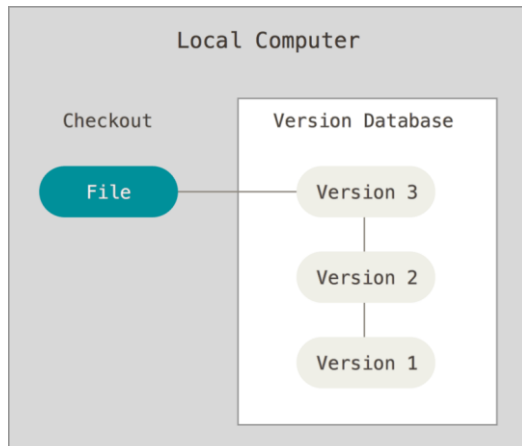 Local Computer
Checkout
Version Database
File
Version 3
Version 2
Version 1